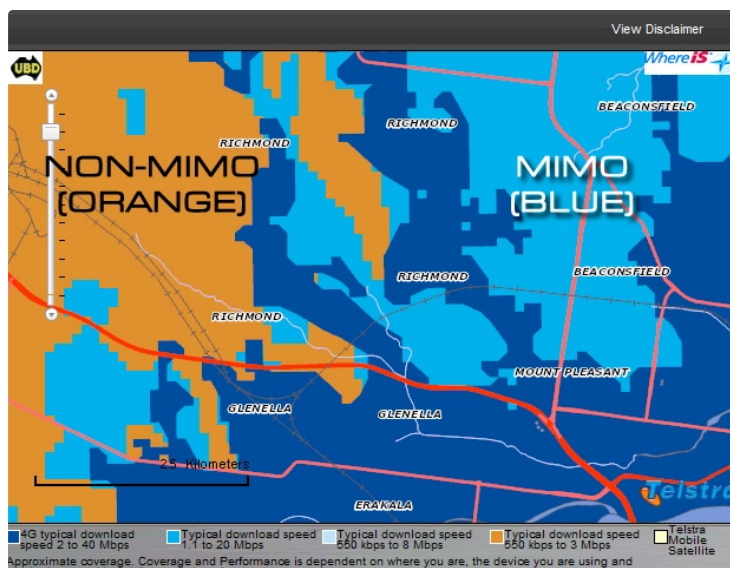 View Disclaimer
UBD
Whereis
BEACONSFIELD
RICHMOND
RICHMOND
NON-MIMO
(ORANGE)
MIMO
(BLUE)
BEACONSFIELD
RICHMOND
RICHMOND
MOUNT PLEASANT
GLENELLA
GLENELLA
2.5 Kilometers
Telstra
ERAKALA
4G typical download
speed 2 to 40 Mbps
Typical download speed
1.1 to 20 Mbps
Typical download speed
550 kbps to 8 Mbps
Typical download speed
550 kbps to 3 Mbps
Telstra
Mobile
Satellite
Approximate coverage. Coverage and Performance is dependent on where you are, the device you are using and